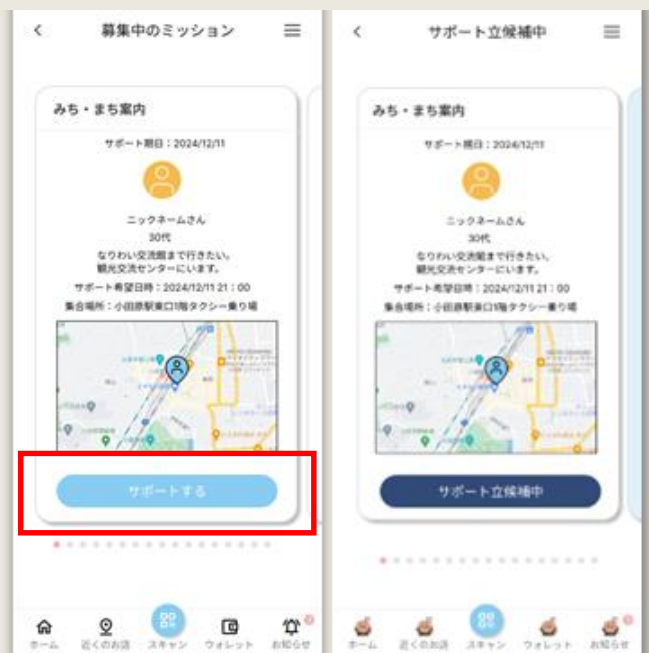 募集中のミッション
みち・まち案内
サポート期日：2024/12/11
ニックネームさん
30代
なりわい交流館まで行きたい。
観光交流センターにいます。
サポート希望日時：2024/12/11 21：00
集合場所：小田原駅東口1階タクシー乗り場
サポートする
ホーム
近くのお店
スキャン
ウォレット
お知らせ
サポート立候補中
みち・まち案内
サポート期日：2024/12/11
ニックネームさん
30代
なりわい交流館まで行きたい。
観光交流センターにいます。
サポート希望日時：2024/12/11 21：00
集合場所：小田原駅東口1階タクシー乗り場
サポート立候補中
ホーム
近くのお店
スキャン
ウォレット
お知らせ